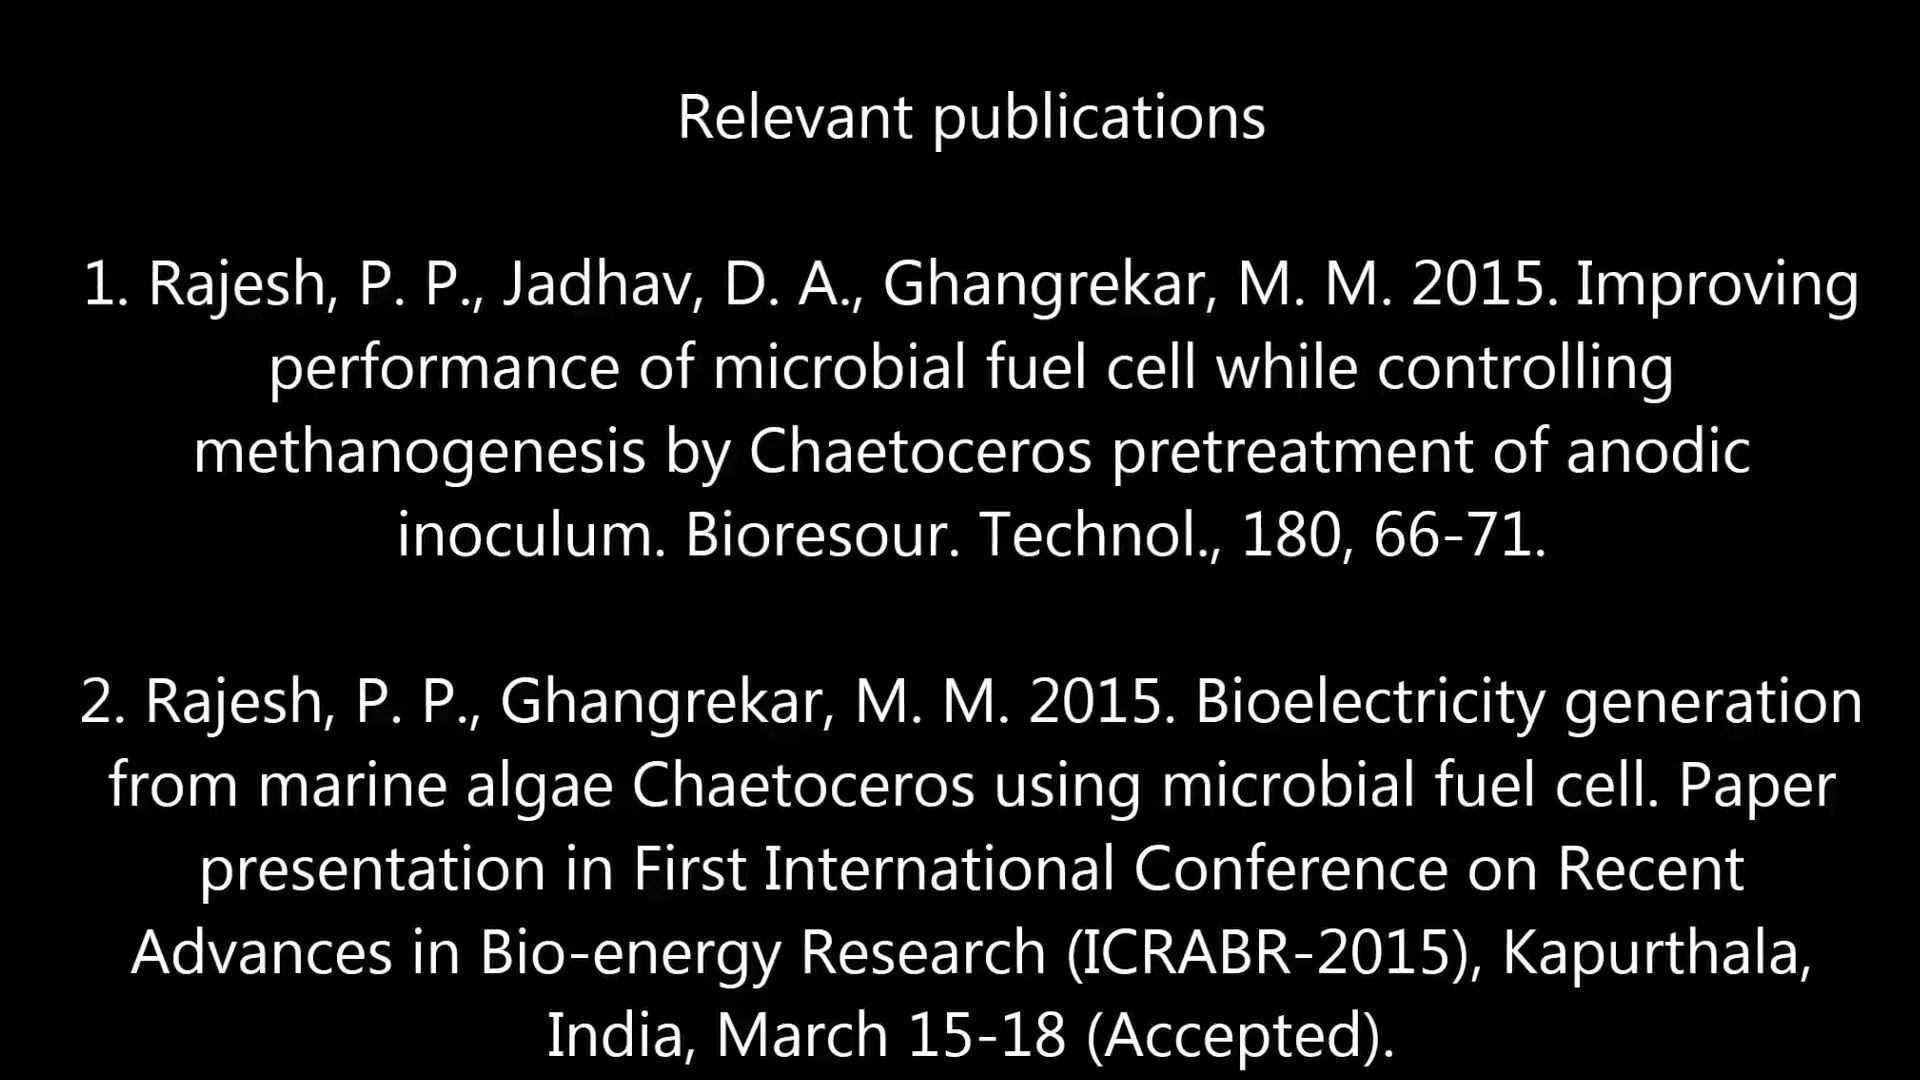 Relevant publications
1. Rajesh, P. P., Jadhav, D. A., Ghangrekar, M. M. 2015. Improving
performance of microbial fuel cell while controlling
methanogenesis by Chaetoceros pretreatment of anodic
inoculum. Bioresour. Technol., 180, 66-71.
2. Rajesh, P. P., Ghangrekar, M. M. 2015. Bioelectricity generation
from marine algae Chaetoceros using microbial fuel cell. Paper
presentation in First International Conference on Recent
Advances in Bio-energy Research (ICRABR-2015), Kapurthala,
India, March 15-18 (Accepted).